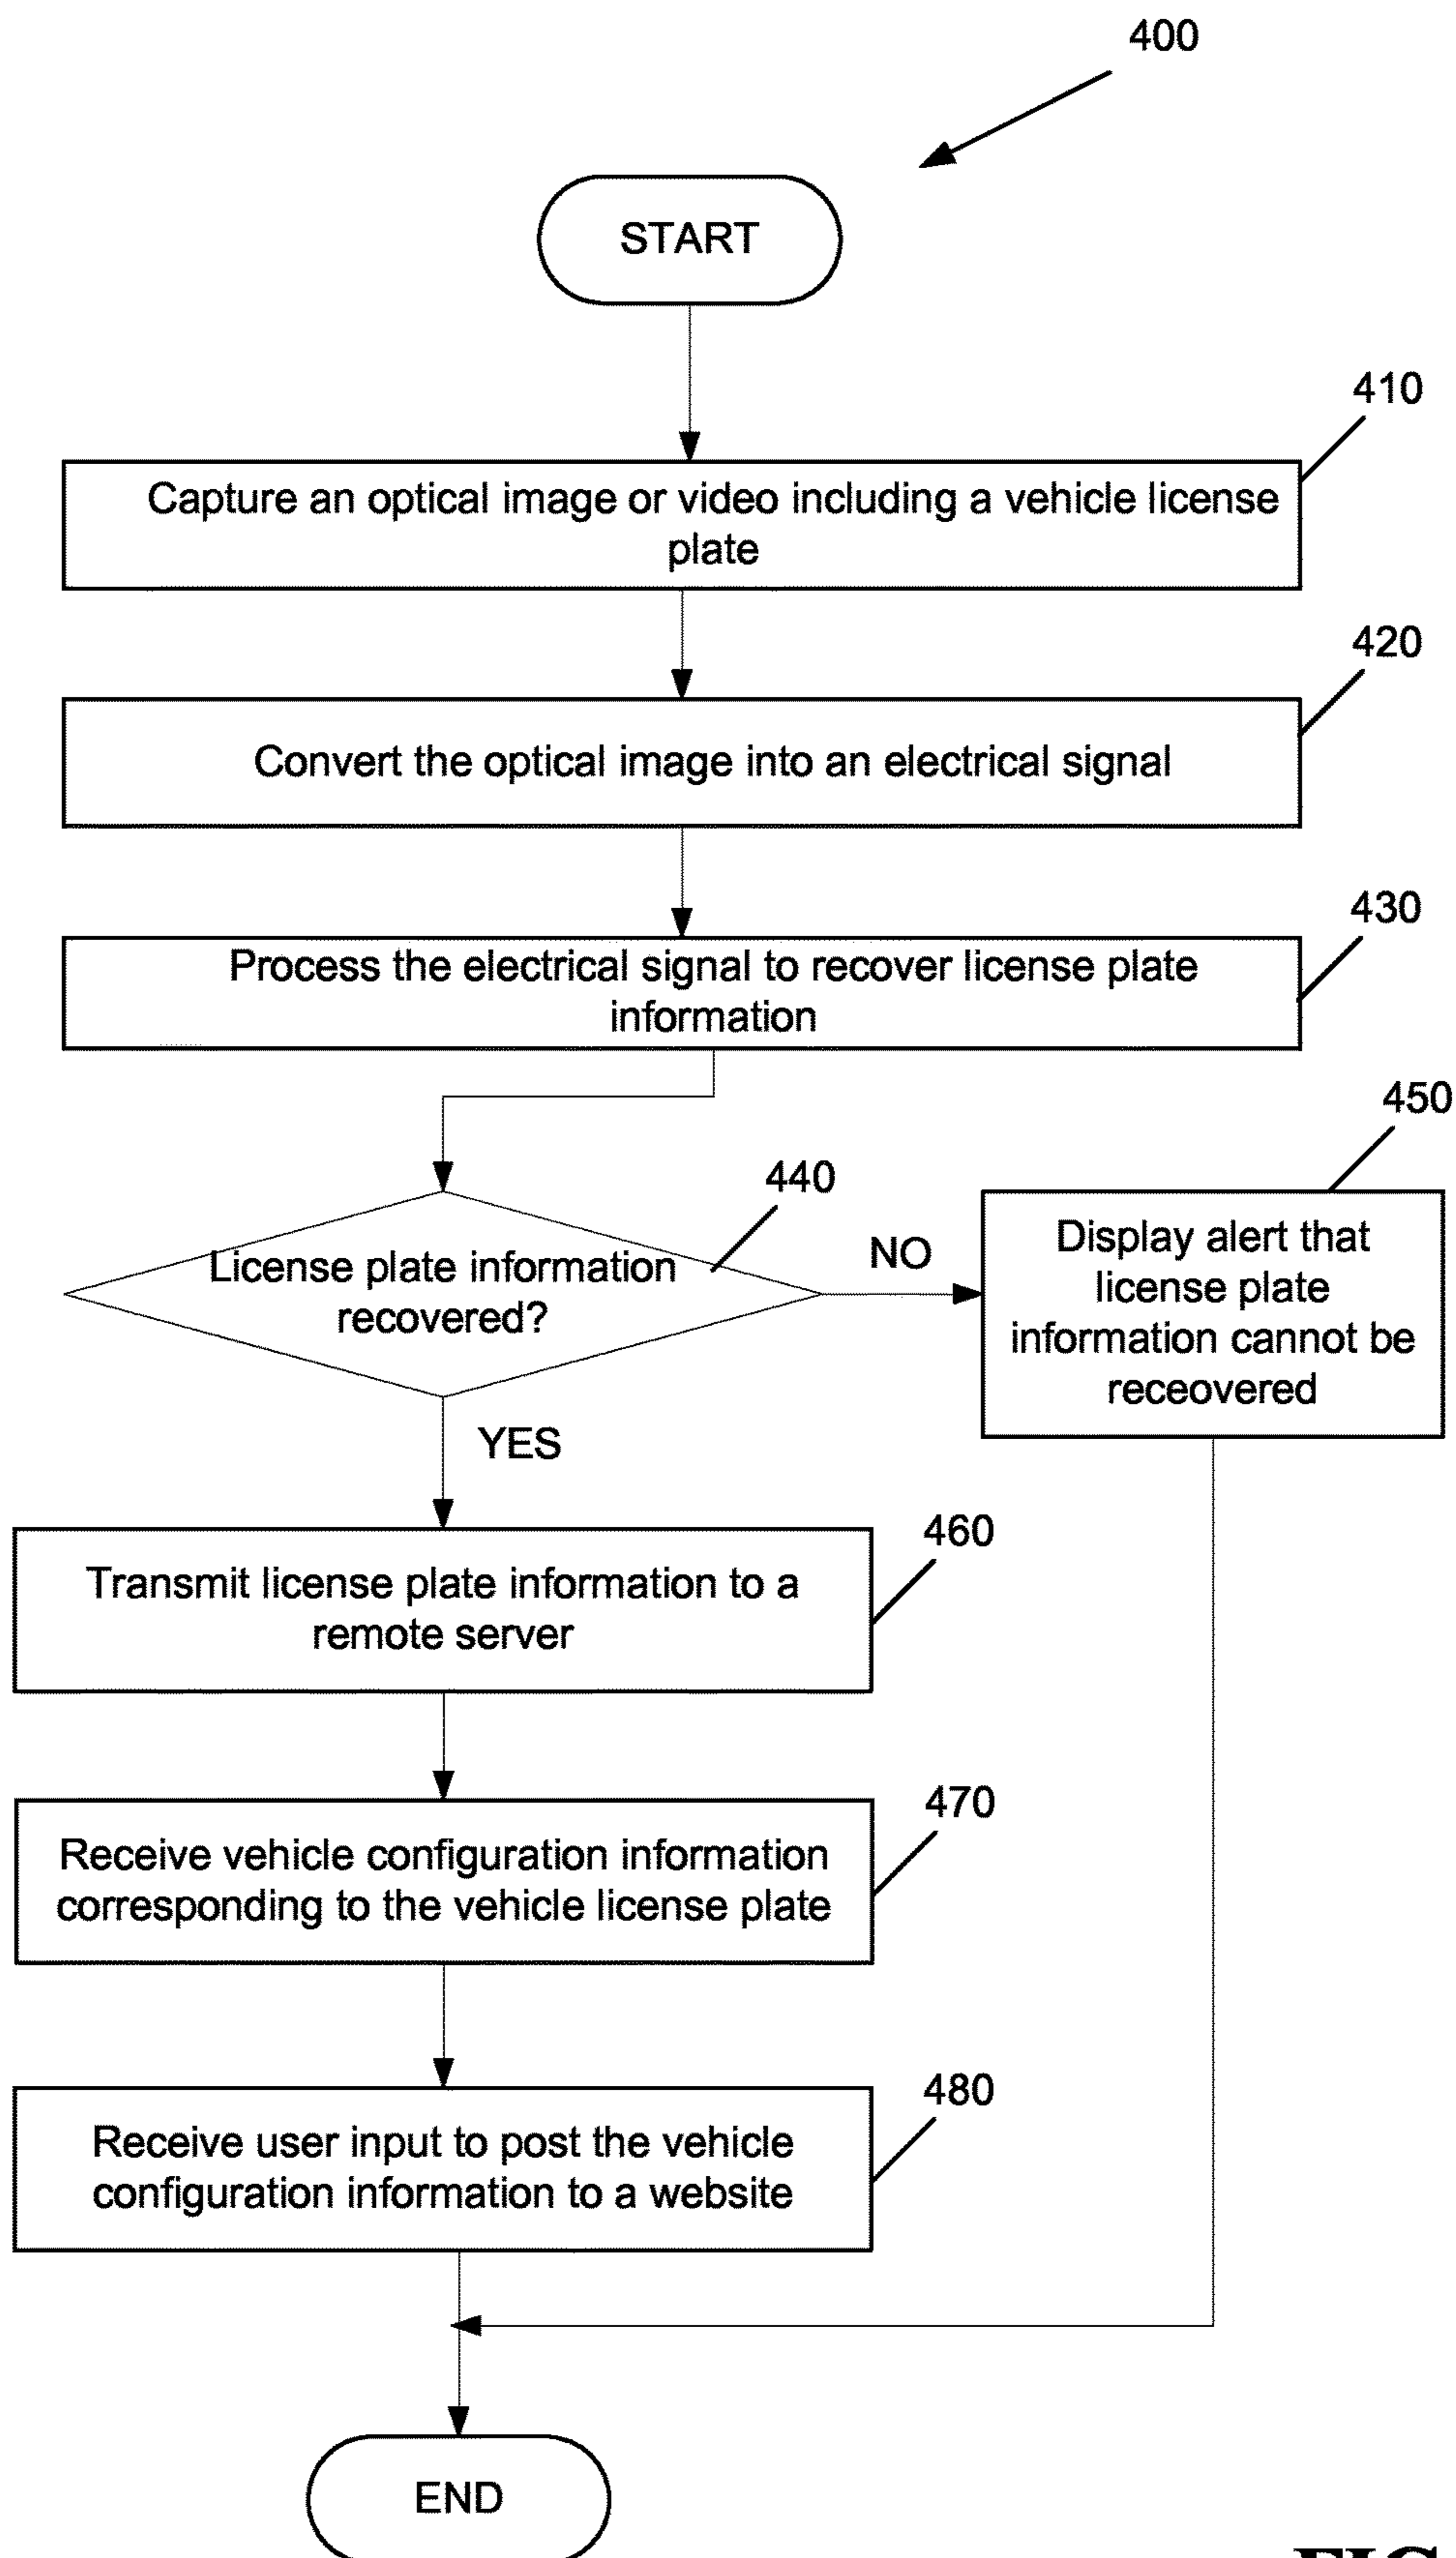 400
START
410
Capture an optical image or video including a vehicle license
plate
420
Convert the optical image into an electrical signal
430
Process the electrical signal to recover license plate
information
440
License plate information
recovered?
NO
450
Display alert that
license plate
information cannot be
receovered
YES
460
Transmit license plate information to a
remote server
470
Receive vehicle configuration information
corresponding to the vehicle license plate
480
Receive user input to post the vehicle
configuration information to a website
END